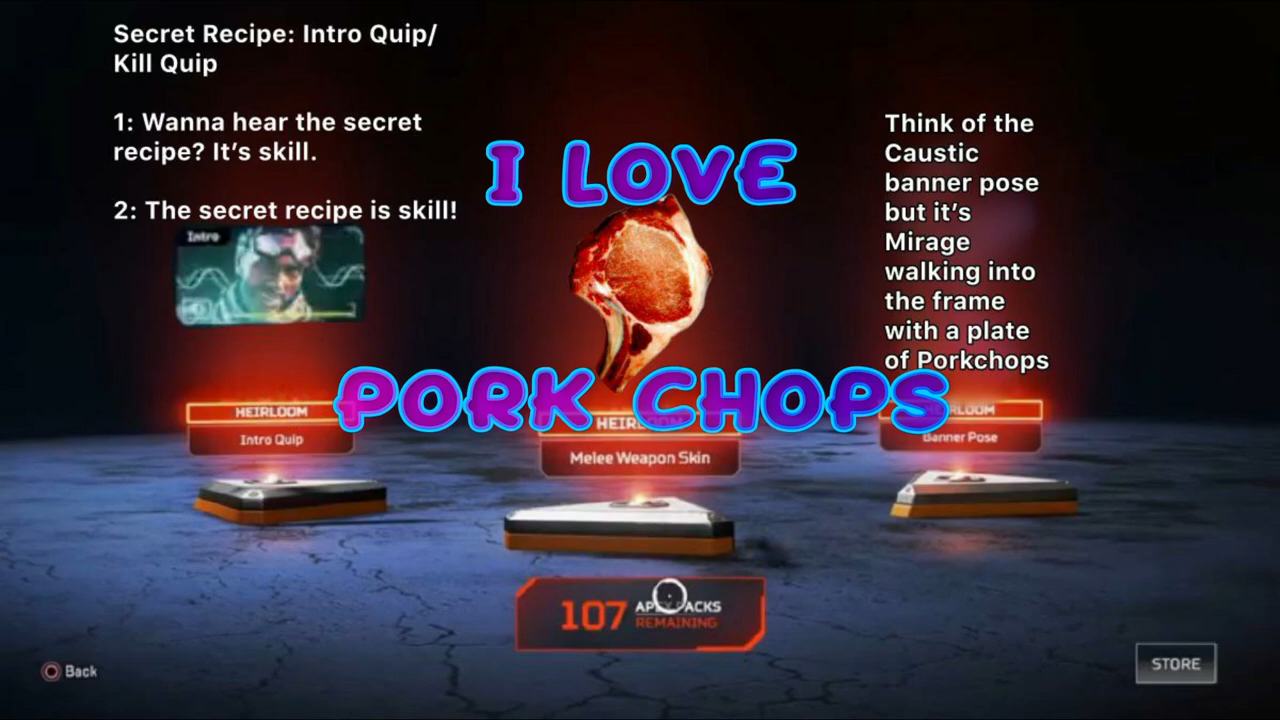 Secret Recipe: Intro Quip/
Kill Quip
1: Wanna hear the secret
recipe? It's skill.
2: The secret recipe is skill!
Intro
HEIRLOOM
Intro Quip
I LOVE
PORK CHOPS
Melee Weapon Skin
Think of the
Caustic
banner pose
but it's
Mirage
walking into
the frame
with a plate
of Porkchops
Banner Pose
107 APEX PACKS
REMAINING
Back
STORE